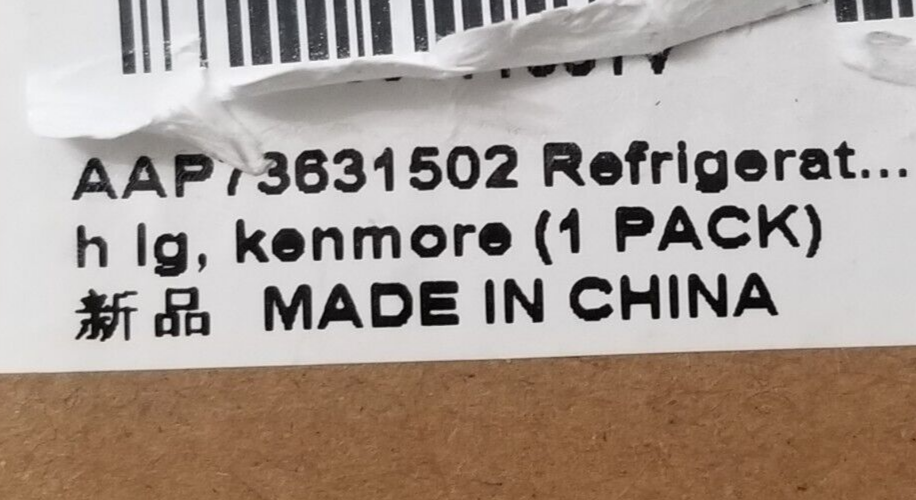 AAP73631502 Refrigerat...
h lg, kenmore (1 PACK)
新品 MADE IN CHINA